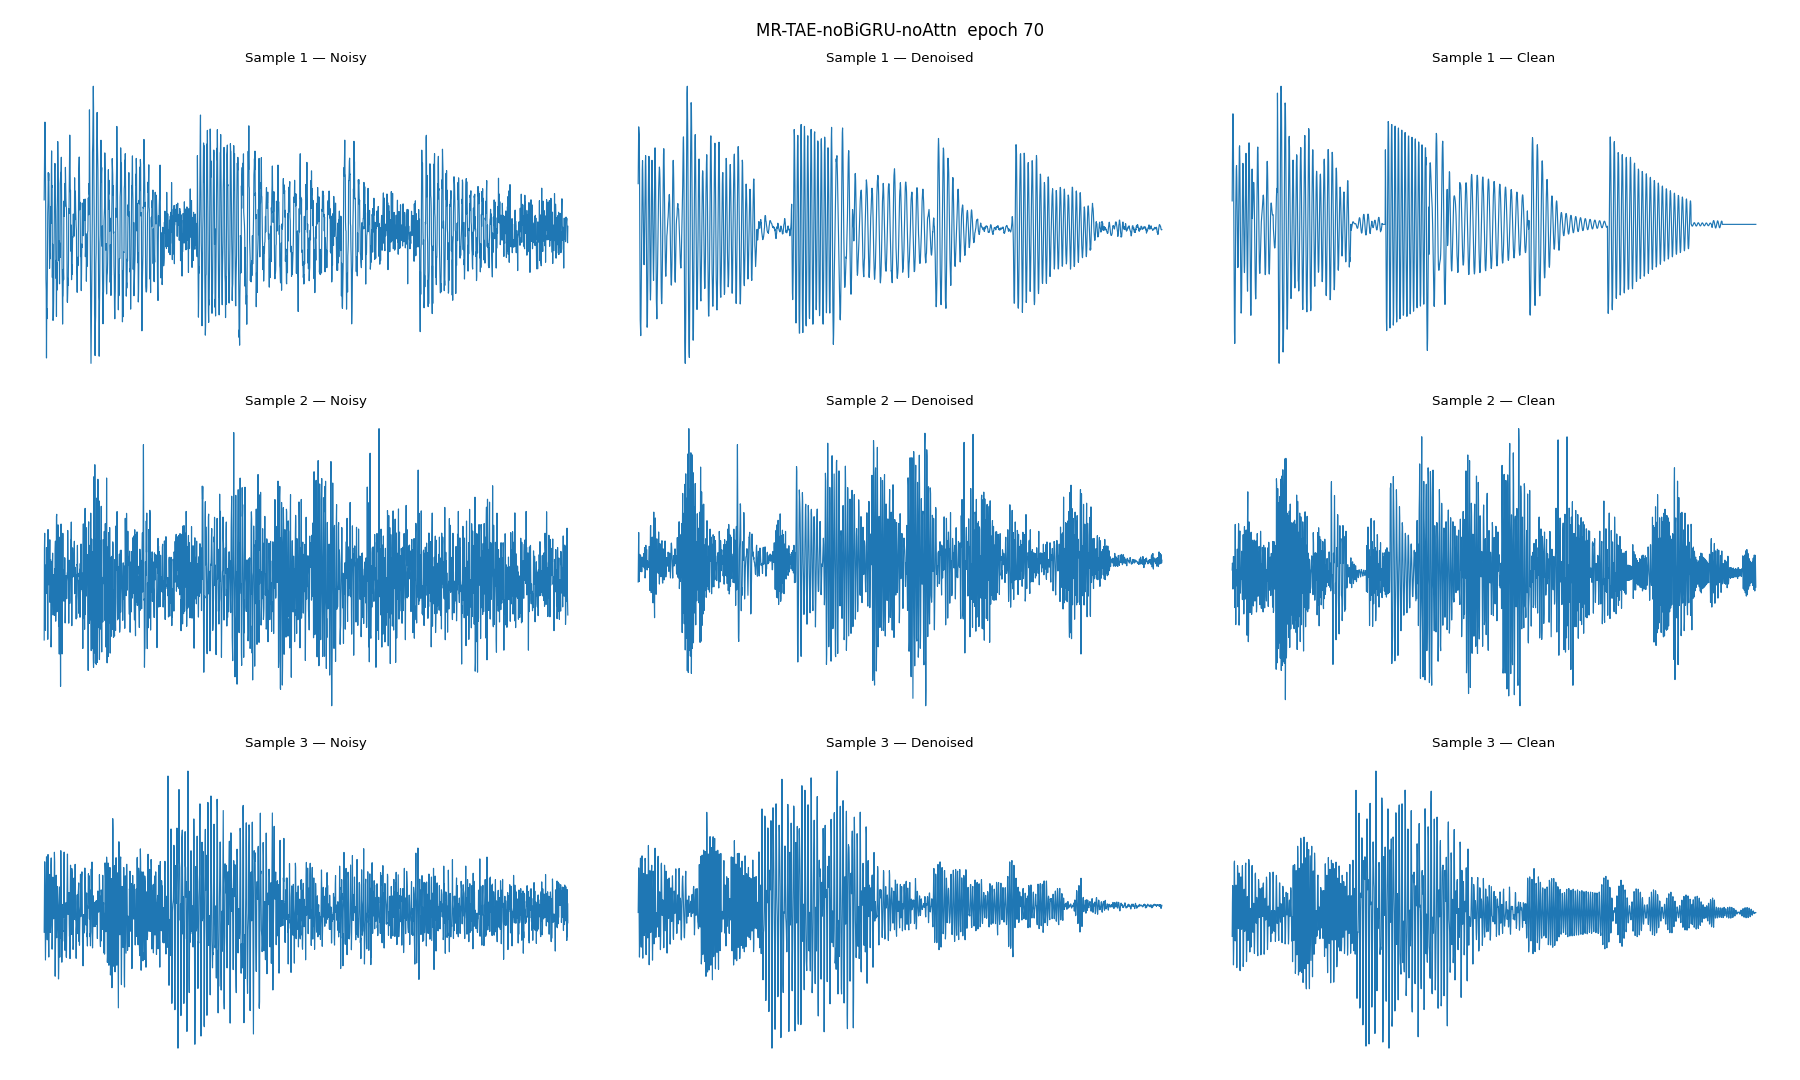 MR-TAE-noBiGRU-noAttn  epoch 70
Sample 1 — Noisy
Sample 1 — Denoised
Sample 1 — Clean
Sample 2 — Noisy
Sample 2 — Denoised
Sample 2 — Clean
Sample 3 — Noisy
Sample 3 — Denoised
Sample 3 — Clean